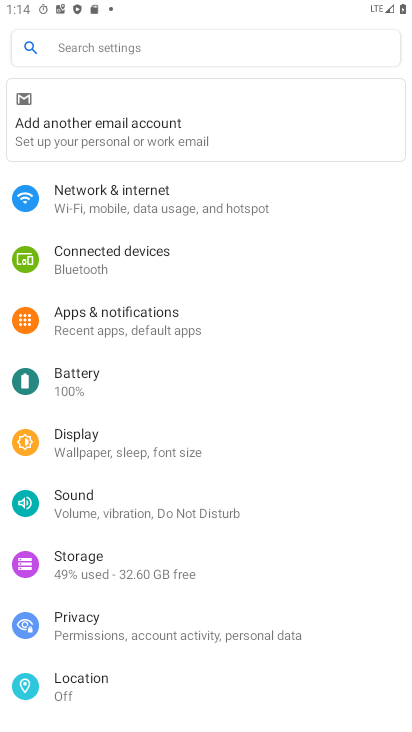 1:14
LTE
Search settings
Add another email account
Set up your personal or work email
Network & internet
Wi-Fi, mobile, data usage, and hotspot
Connected devices
Bluetooth
Apps & notifications
Recent apps, default apps
Battery
100%
Display
Wallpaper, sleep, font size
Sound
Volume, vibration, Do Not Disturb
Storage
49% used - 32.60 GB free
Privacy
Permissions, account activity, personal data
Location
Off